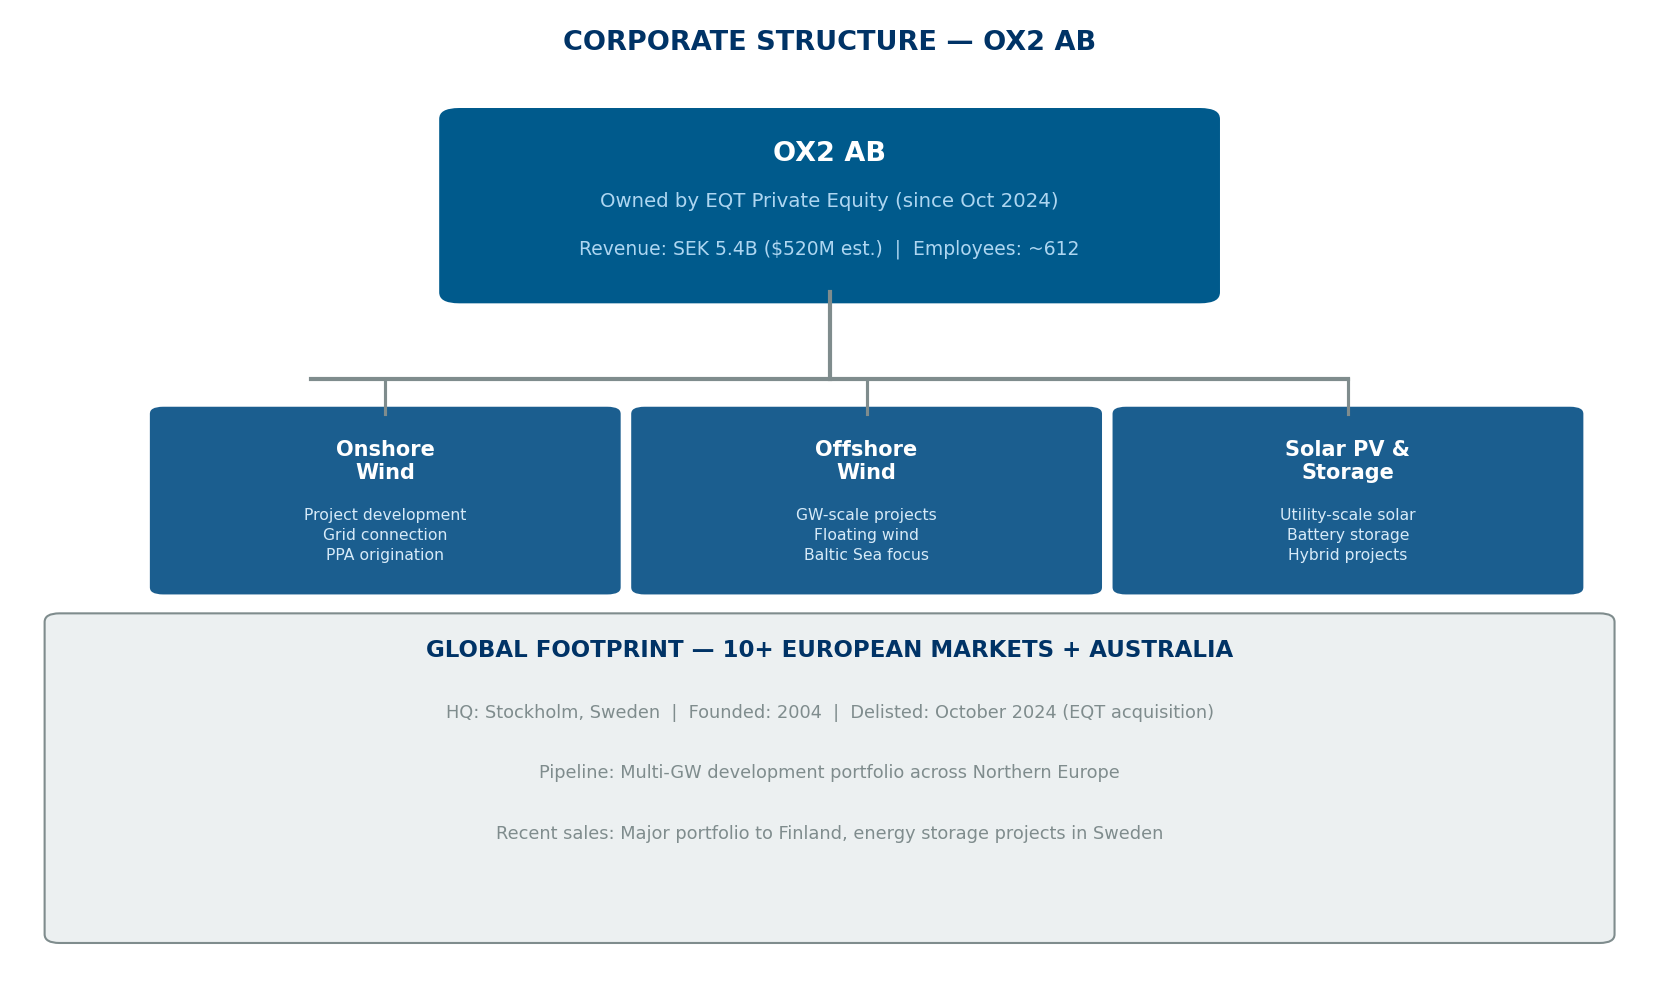 CORPORATE STRUCTURE — OX2 AB
OX2 AB
Owned by EQT Private Equity (since Oct 2024)
Revenue: SEK 5.4B ($520M est.) | Employees: ~612
Onshore
Wind
Project development
Grid connection
PPA origination
Offshore
Wind
GW-scale projects
Floating wind
Baltic Sea focus
Solar PV &
Storage
Utility-scale solar
Battery storage
Hybrid projects
GLOBAL FOOTPRINT — 10+ EUROPEAN MARKETS + AUSTRALIA
HQ: Stockholm, Sweden | Founded: 2004 | Delisted: October 2024 (EQT acquisition)
Pipeline: Multi-GW development portfolio across Northern Europe
Recent sales: Major portfolio to Finland, energy storage projects in Sweden